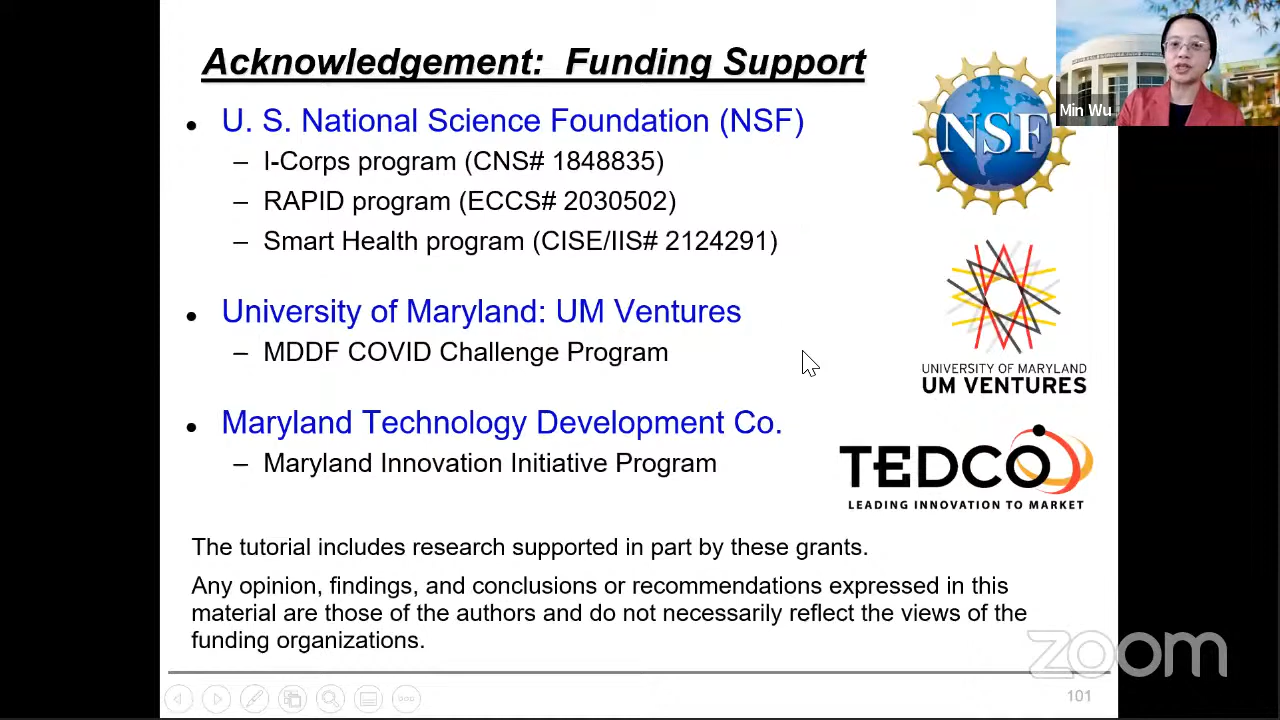 Acknowledgement: Funding Support
• U. S. National Science Foundation (NSF)
– I-Corps program (CNS# 1848835)
– RAPID program (ECCS# 2030502)
– Smart Health program (CISE/IIS# 2124291)
• University of Maryland: UM Ventures
– MDDF COVID Challenge Program
• Maryland Technology Development Co.
– Maryland Innovation Initiative Program
The tutorial includes research supported in part by these grants.
Any opinion, findings, and conclusions or recommendations expressed in this
material are those of the authors and do not necessarily reflect the views of the
funding organizations.
NSF
Min Wu
UNIVERSITY OF MARYLAND
UM VENTURES
TEDCO
LEADING INNOVATION TO MARKET
zoom
101